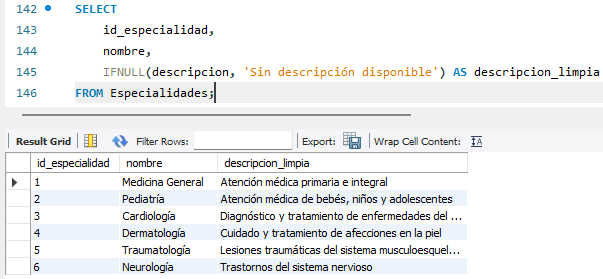 142 SELECT
143 id_especialidad,
144 nombre,
145 IFNULL(descripcion, 'Sin descripción disponible') AS descripcion_limpia
146 FROM Especialidades;
Result Grid Filter Rows: Export: Wrap Cell Content:
id_especialidad nombre descripcion_limpia
1 Medicina General Atención médica primaria e integral
2 Pediatría Atención médica de bebés, niños y adolescentes
3 Cardiología Diagnóstico y tratamiento de enfermedades del ...
4 Dermatología Cuidado y tratamiento de afecciones en la piel
5 Traumatología Lesiones traumáticas del sistema musculoesquel...
6 Neurología Trastornos del sistema nervioso